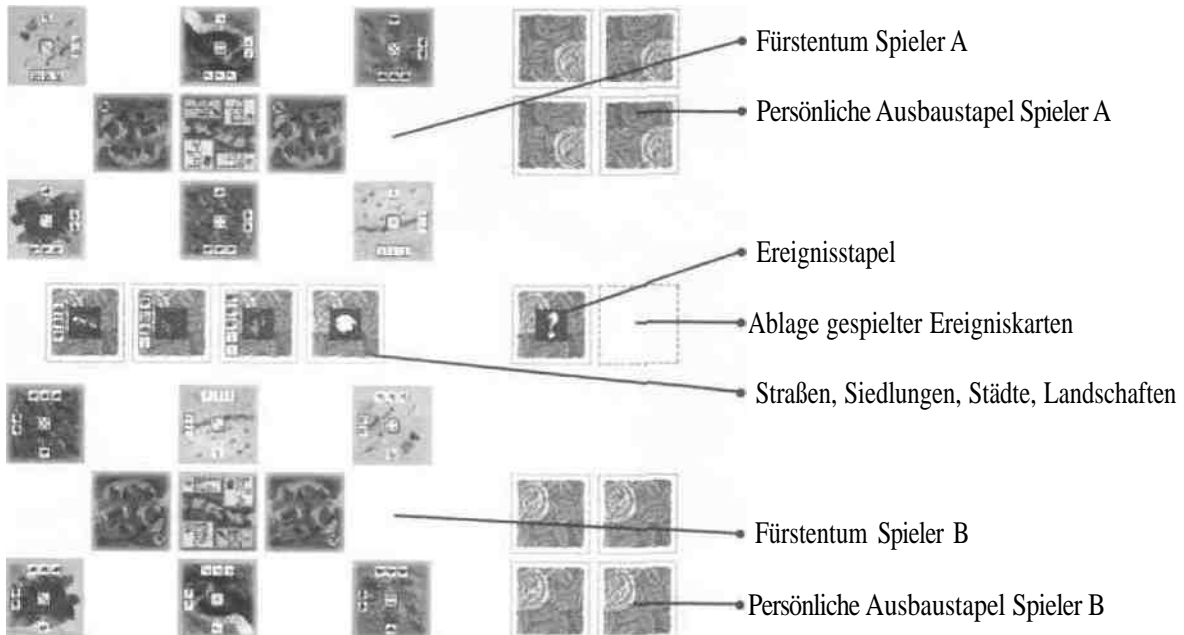 Fürstentum Spieler A
Persönliche Ausbaustapel Spieler A
Ereignisstapel
?
Ablage gespielter Ereigniskarten
Straßen, Siedlungen, Städte, Landschaften
Fürstentum Spieler B
Persönliche Ausbaustapel Spieler B